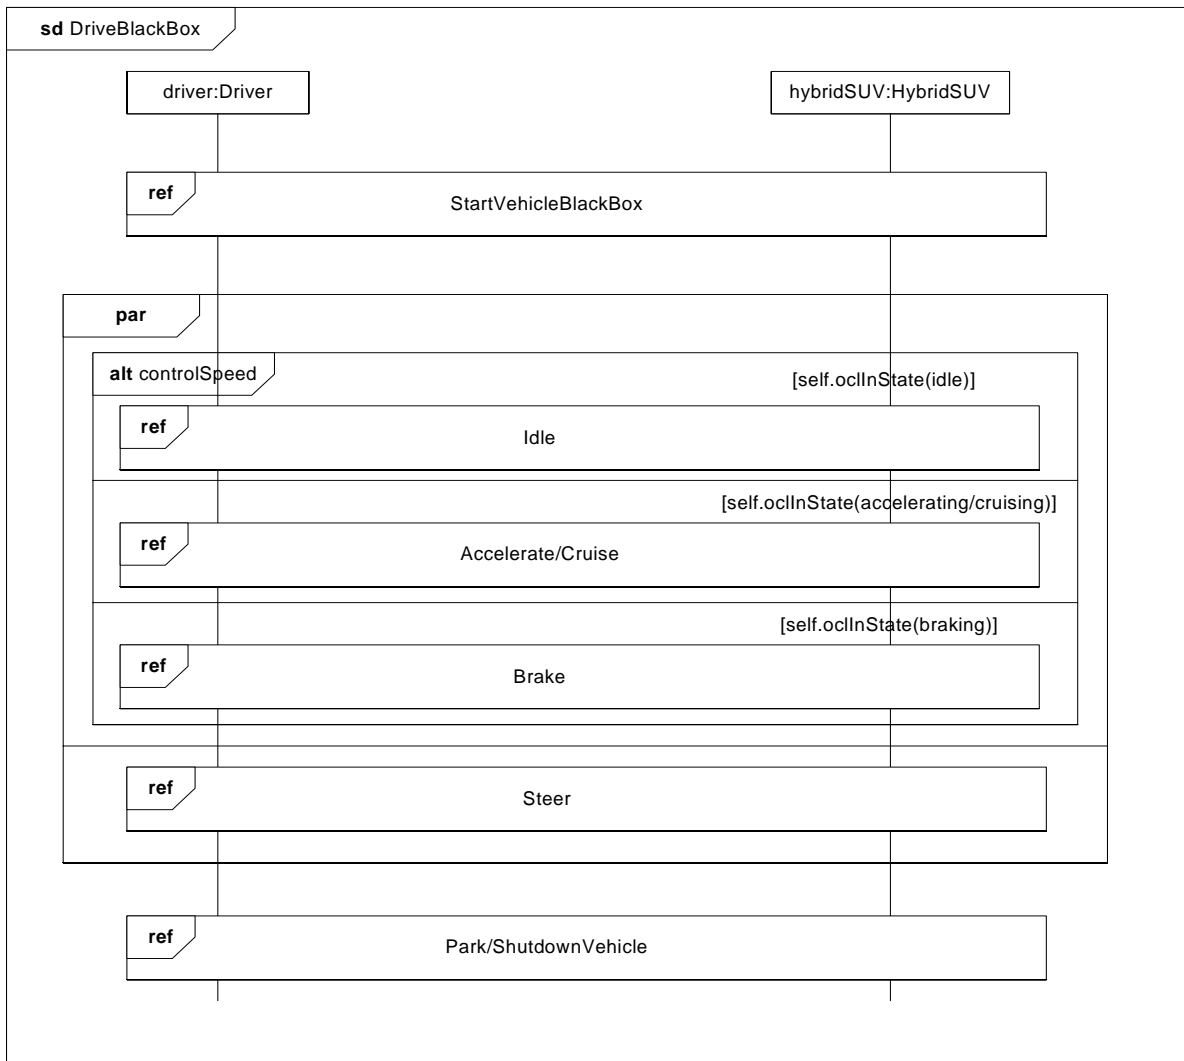 sd DriveBlackBox
driver:Driver
hybridSUV:HybridSUV
ref
StartVehicleBlackBox
par
alt controlSpeed
[self.oclInState(idle)]
ref
Idle
[self.oclInState(accelerating/cruising)]
ref
Accelerate/Cruise
[self.oclInState(braking)]
ref
Brake
ref
Steer
ref
Park/ShutdownVehicle